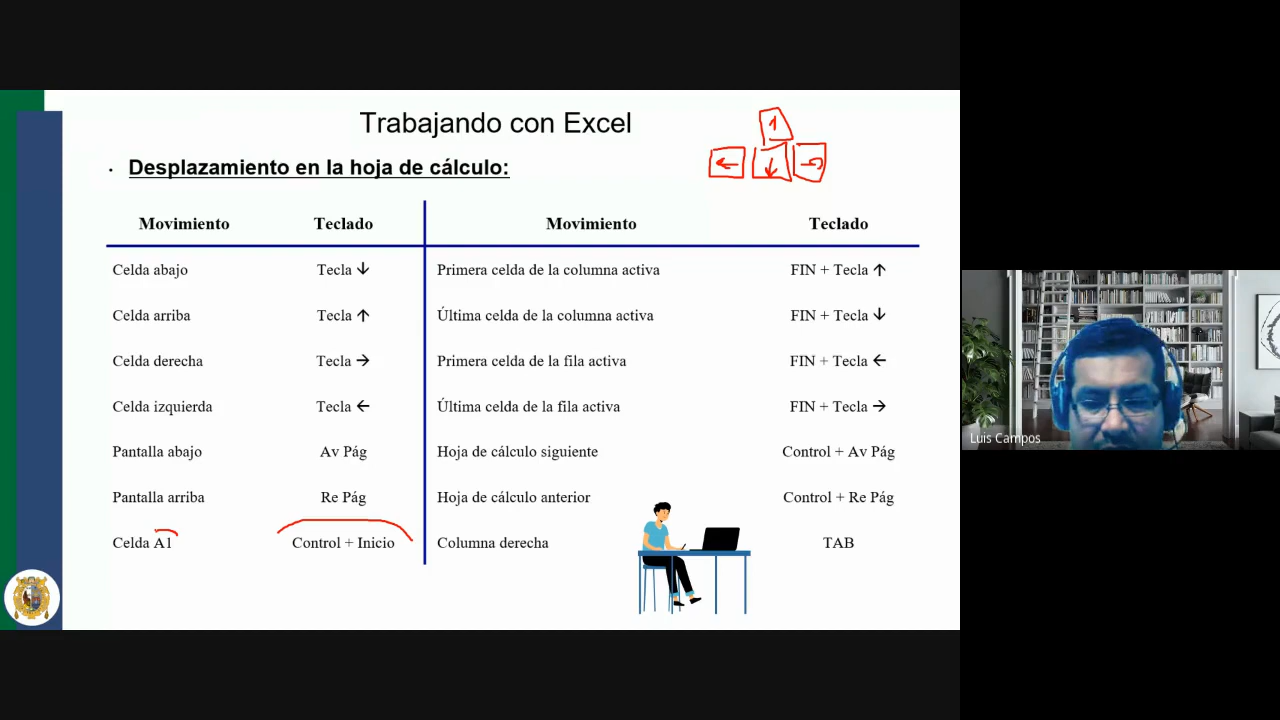 Trabajando con Excel
· Desplazamiento en la hoja de cálculo:
Movimiento Teclado Movimiento Teclado
Celda abajo Tecla ↓ Primera celda de la columna activa FIN + Tecla ↑
Celda arriba Tecla ↑ Última celda de la columna activa FIN + Tecla ↓
Celda derecha Tecla → Primera celda de la fila activa FIN + Tecla ←
Celda izquierda Tecla ← Última celda de la fila activa FIN + Tecla →
Pantalla abajo Av Pág Hoja de cálculo siguiente Control + Av Pág
Pantalla arriba Re Pág Hoja de cálculo anterior Control + Re Pág
Celda A1 Control + Inicio Columna derecha TAB
Luis Campos